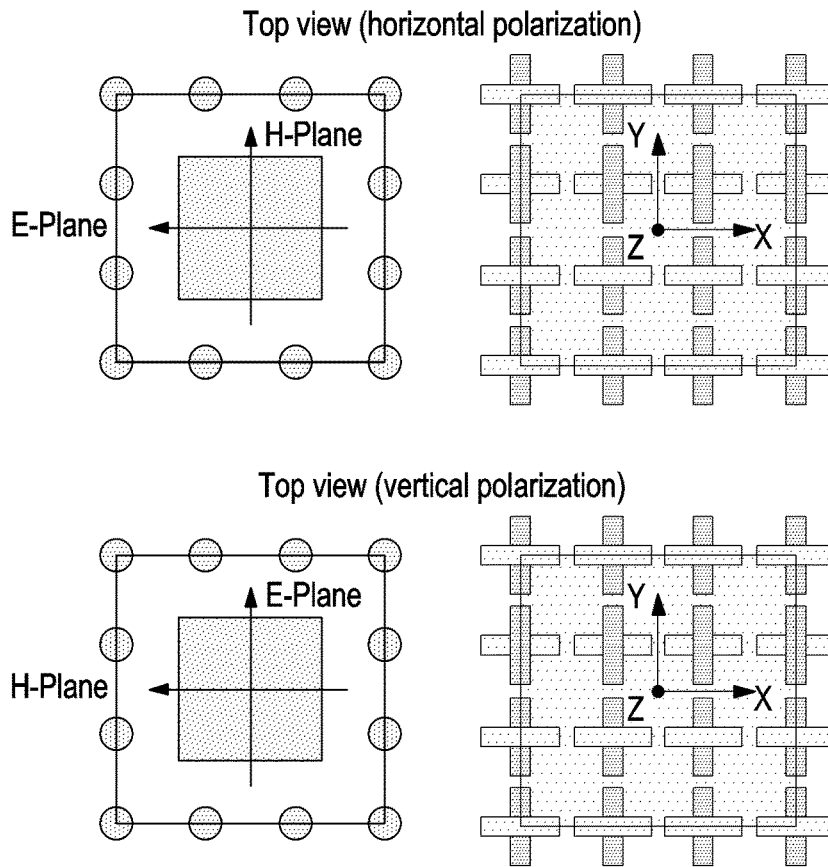 Top view (horizontal polarization)
H-Plane
E-Plane
Y
Z
X
Top view (vertical polarization)
E-Plane
H-Plane
Y
Z
X